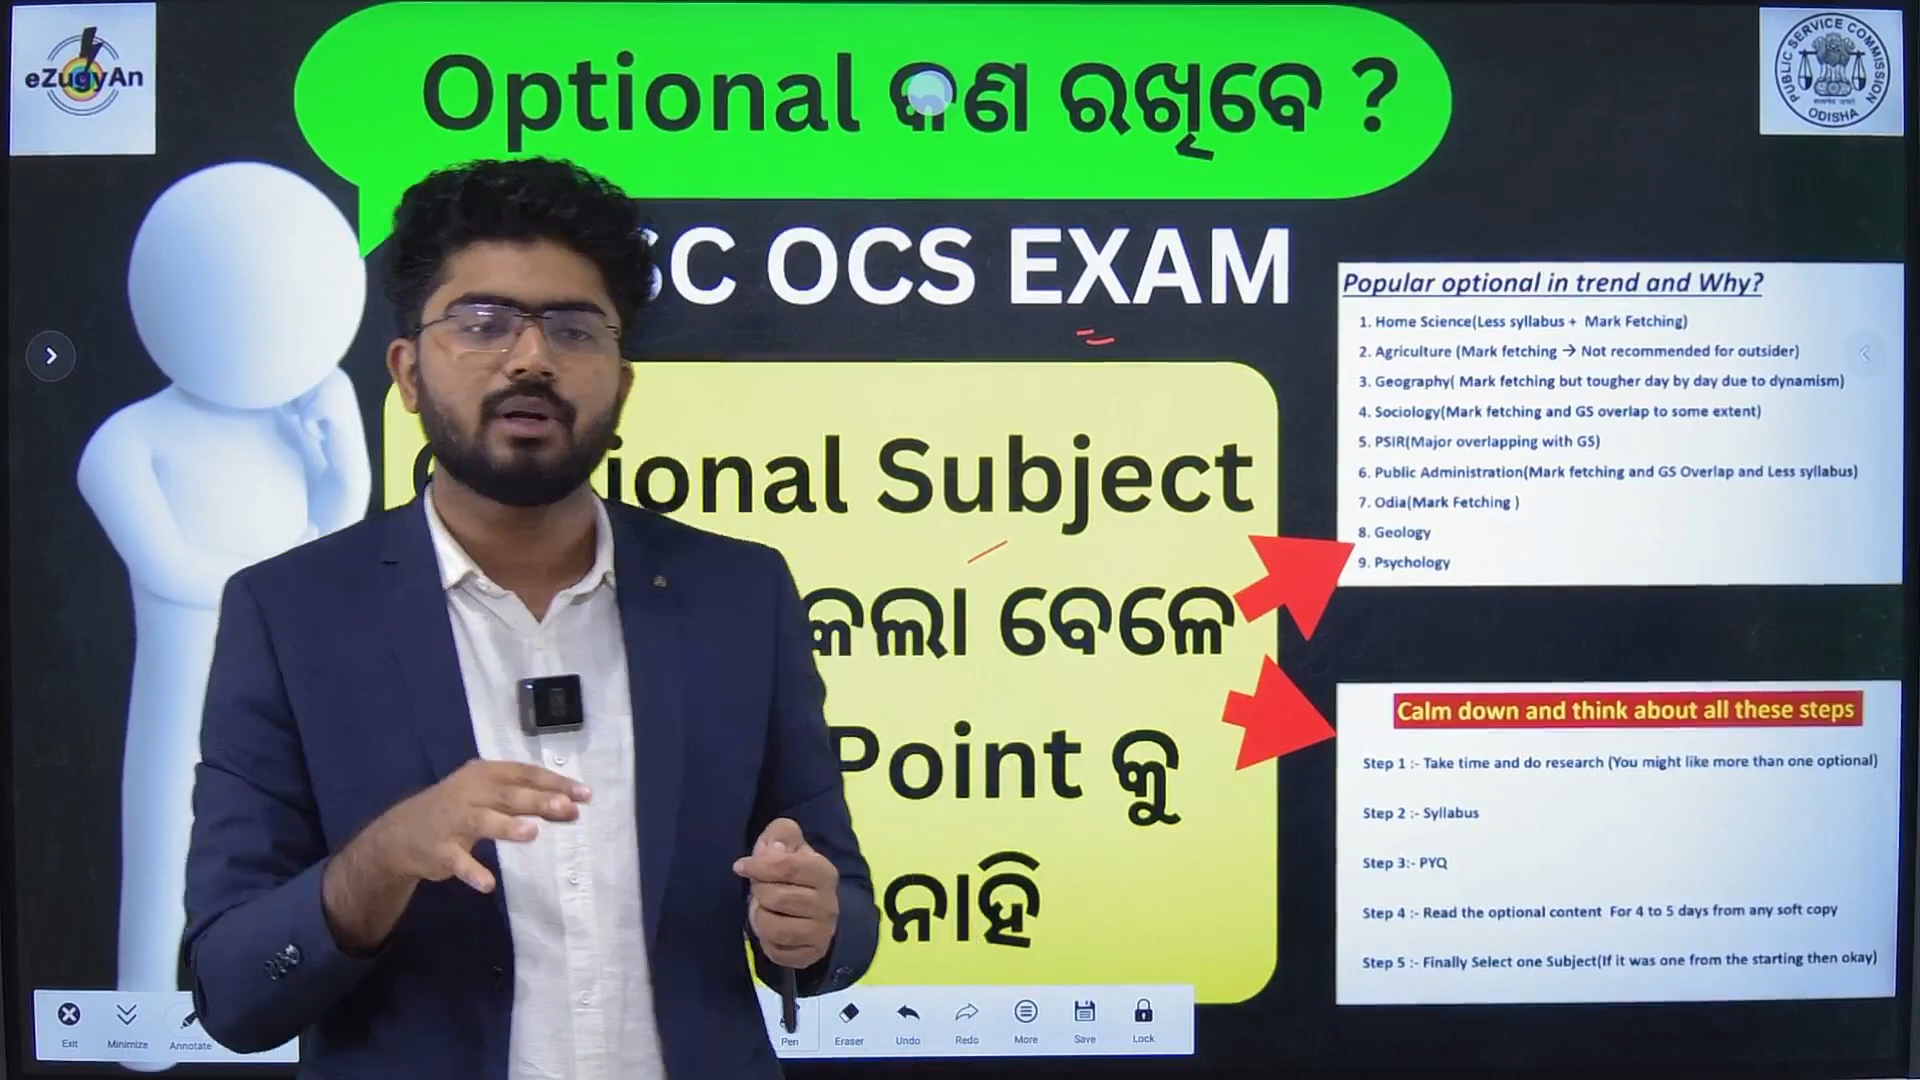 eZugyAn
Optional କଣ ରଖିବେ ?
PUBLIC SERVICE COMMISSION
ODISHA
SC OCS EXAM
ional Subject
କଲା ବେଳେ
Point କୁ
ନାହିଁ
Popular optional in trend and Why?
1. Home Science(Less syllabus + Mark Fetching)
2. Agriculture (Mark fetching → Not recommended for outsider)
3. Geography( Mark fetching but tougher day by day due to dynamism)
4. Sociology(Mark fetching and GS overlap to some extent)
5. PSIR(Major overlapping with GS)
6. Public Administration(Mark fetching and GS Overlap and Less syllabus)
7. Odia(Mark Fetching )
8. Geology
9. Psychology
Calm down and think about all these steps
Step 1 :- Take time and do research (You might like more than one optional)
Step 2 :- Syllabus
Step 3:- PYQ
Step 4 :- Read the optional content For 4 to 5 days from any soft copy
Step 5 :- Finally Select one Subject(If it was one from the starting then okay)
Exit Minimize Annotate Pen Eraser Undo Redo More Save Lock